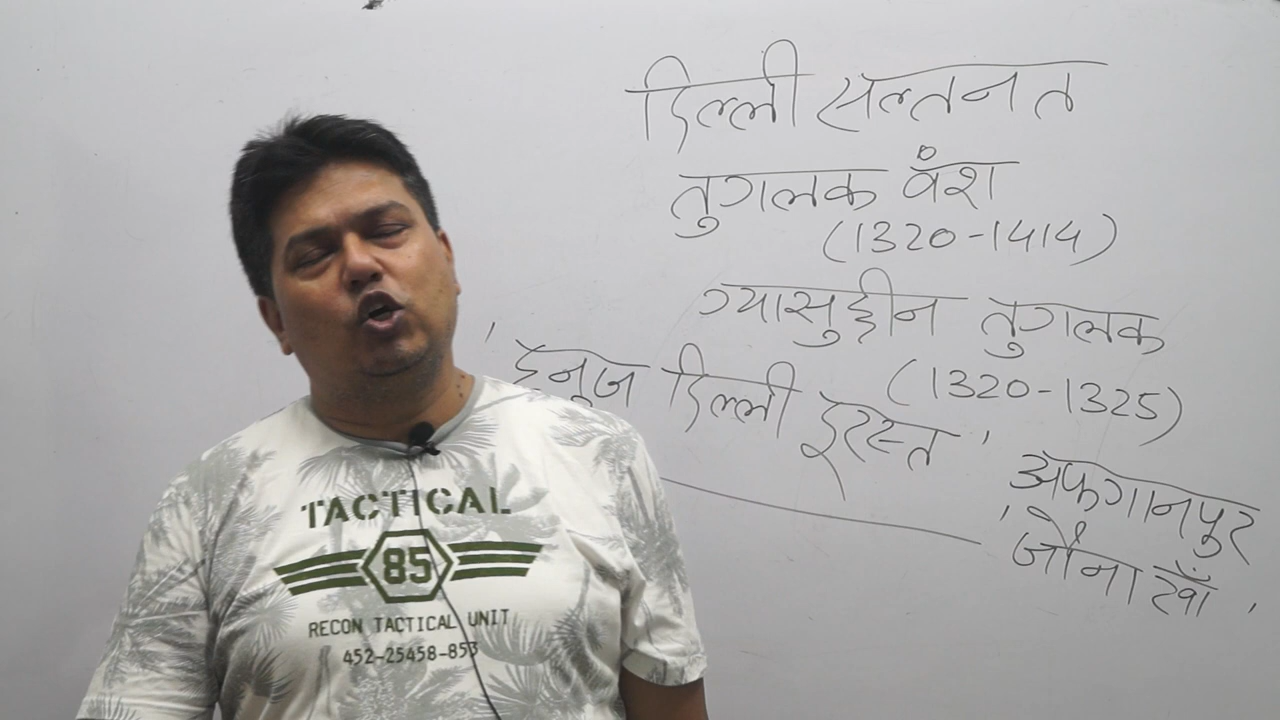 दिल्ली सल्तनत
तुगलक वंश
(1320-1414)
ग्यासुद्दीन तुगलक
(1320-1325)
'हनूज दिल्ली दूरस्त'
अफगानपुर
'जौना खाँ'
TACTICAL
85
RECON TACTICAL UNIT
452-25458-853